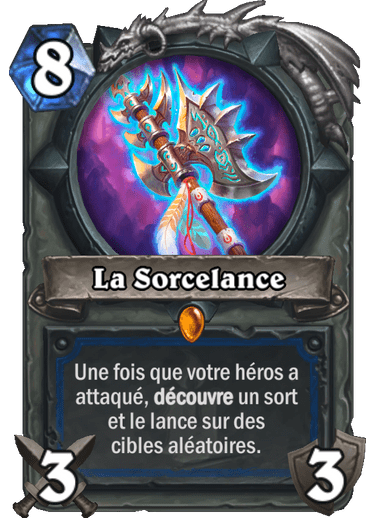 8
La Sorcelance
Une fois que votre héros a
attaqué, découvre un sort
et le lance sur des
cibles aléatoires.
3
3